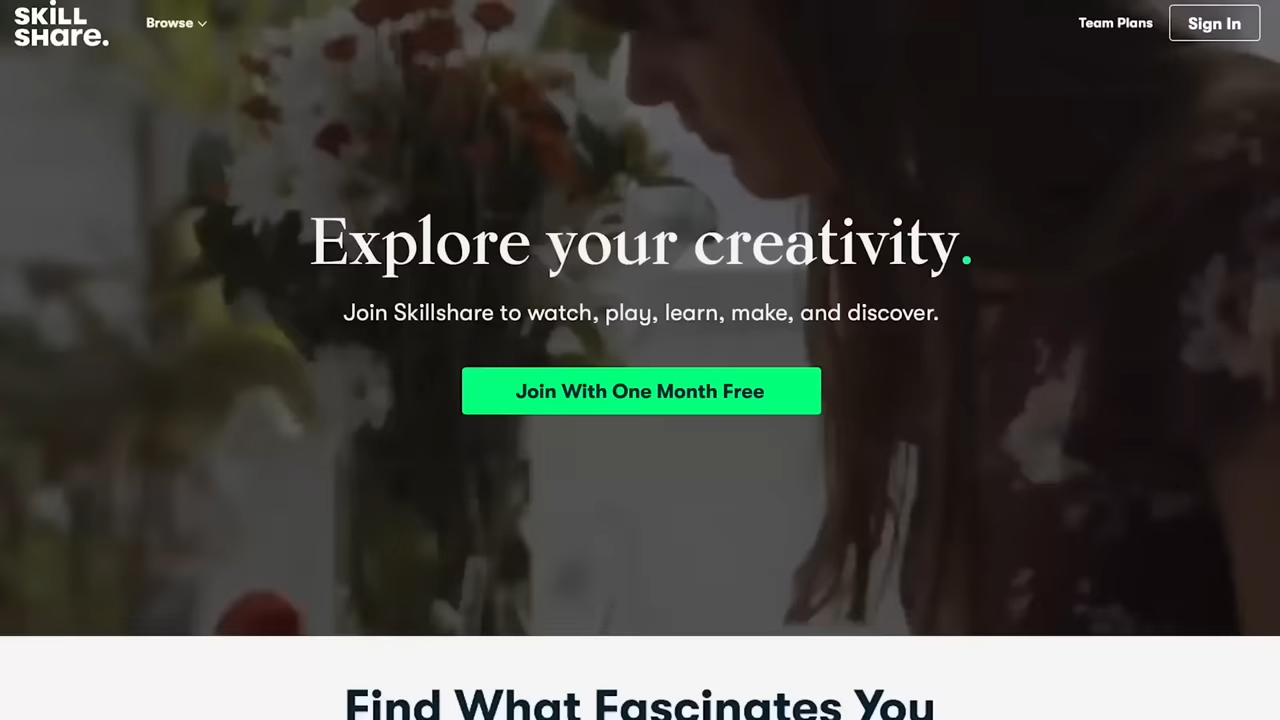 SKiLL
SHare.
Browse
Team Plans
Sign In
Explore your creativity.
Join Skillshare to watch, play, learn, make, and discover.
Join With One Month Free
Find What Fascinates You